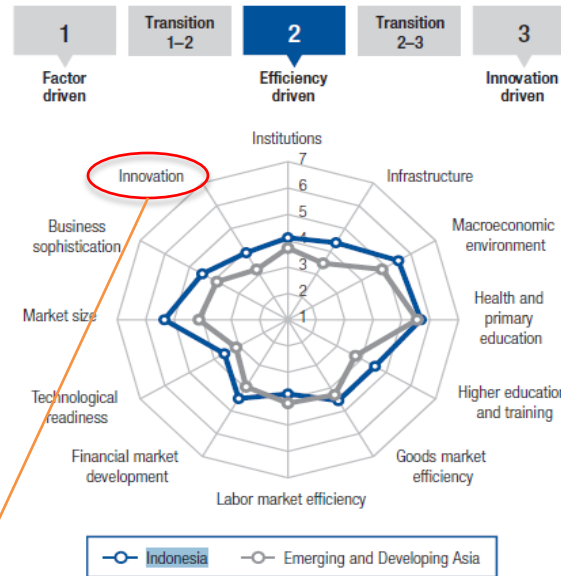 1
Transition
1–2
2
Transition
2–3
3
Factor
driven
Efficiency
driven
Innovation
driven
Institutions
7
6
5
4
3
2
1
Innovation
Infrastructure
Business
sophistication
Macroeconomic
environment
Market size
Health and
primary
education
Technological
readiness
Higher education
and training
Financial market
development
Goods market
efficiency
Labor market efficiency
Indonesia
Emerging and Developing Asia